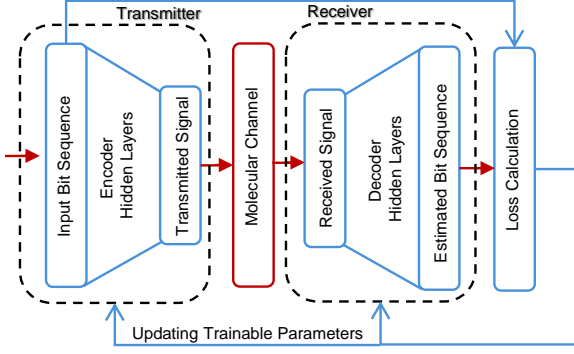 Transmitter
Receiver
Input Bit Sequence
Encoder
Hidden Layers
Transmitted Signal
Molecular Channel
Received Signal
Decoder
Hidden Layers
Estimated Bit Sequence
Loss Calculation
Updating Trainable Parameters